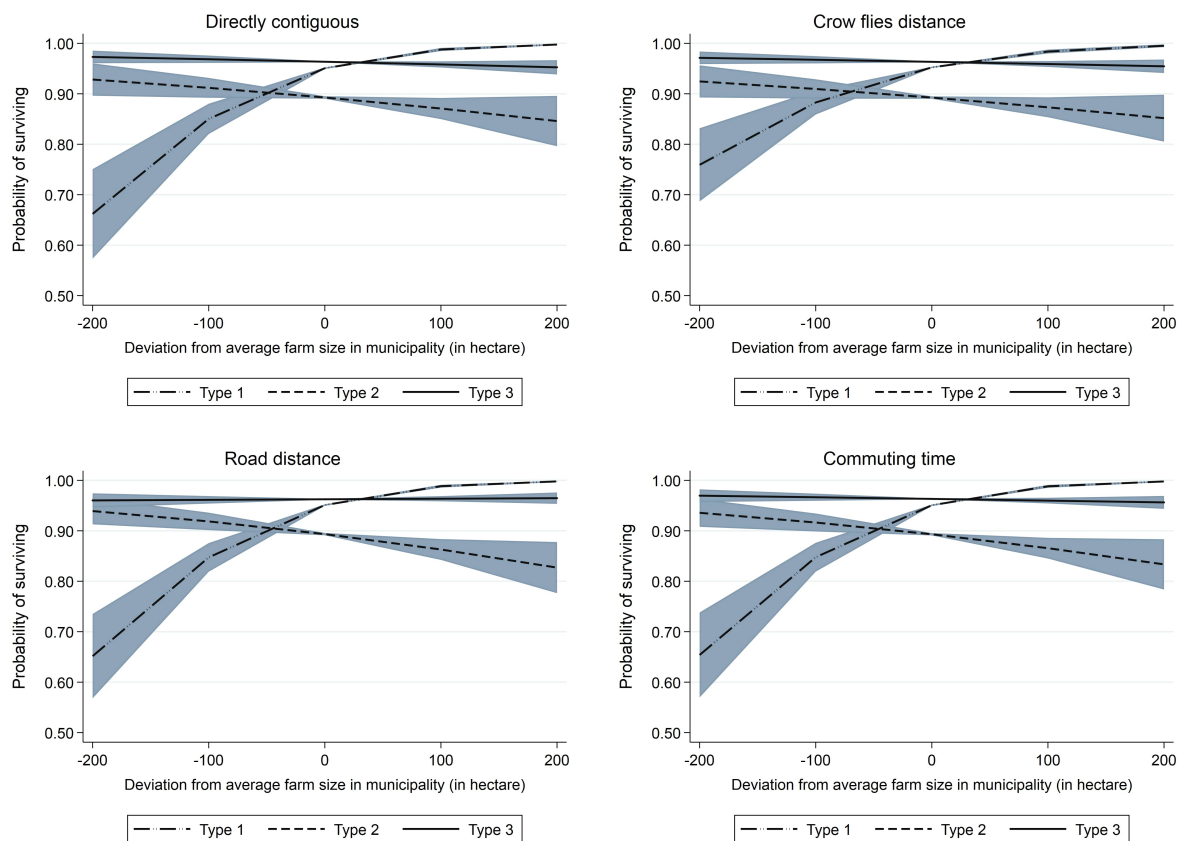 Directly contiguous
Probability of surviving
1.00
0.90
0.80
0.70
0.60
0.50
-200 -100 0 100 200
Deviation from average farm size in municipality (in hectare)
Type 1 Type 2 Type 3
Crow flies distance
Probability of surviving
1.00
0.90
0.80
0.70
0.60
0.50
-200 -100 0 100 200
Deviation from average farm size in municipality (in hectare)
Type 1 Type 2 Type 3
Road distance
Probability of surviving
1.00
0.90
0.80
0.70
0.60
0.50
-200 -100 0 100 200
Deviation from average farm size in municipality (in hectare)
Type 1 Type 2 Type 3
Commuting time
Probability of surviving
1.00
0.90
0.80
0.70
0.60
0.50
-200 -100 0 100 200
Deviation from average farm size in municipality (in hectare)
Type 1 Type 2 Type 3